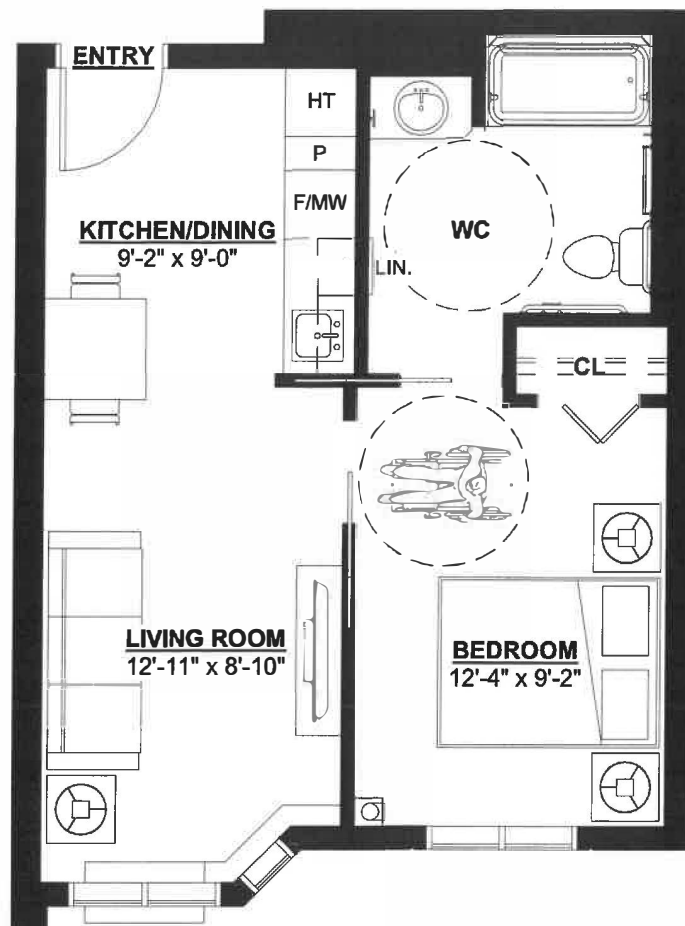 ENTRY
HT
P
F/MW
KITCHEN/DINING
9'-2" x 9'-0"
WC
LIN.
CL
LIVING ROOM
12'-11" x 8'-10"
BEDROOM
12'-4" x 9'-2"